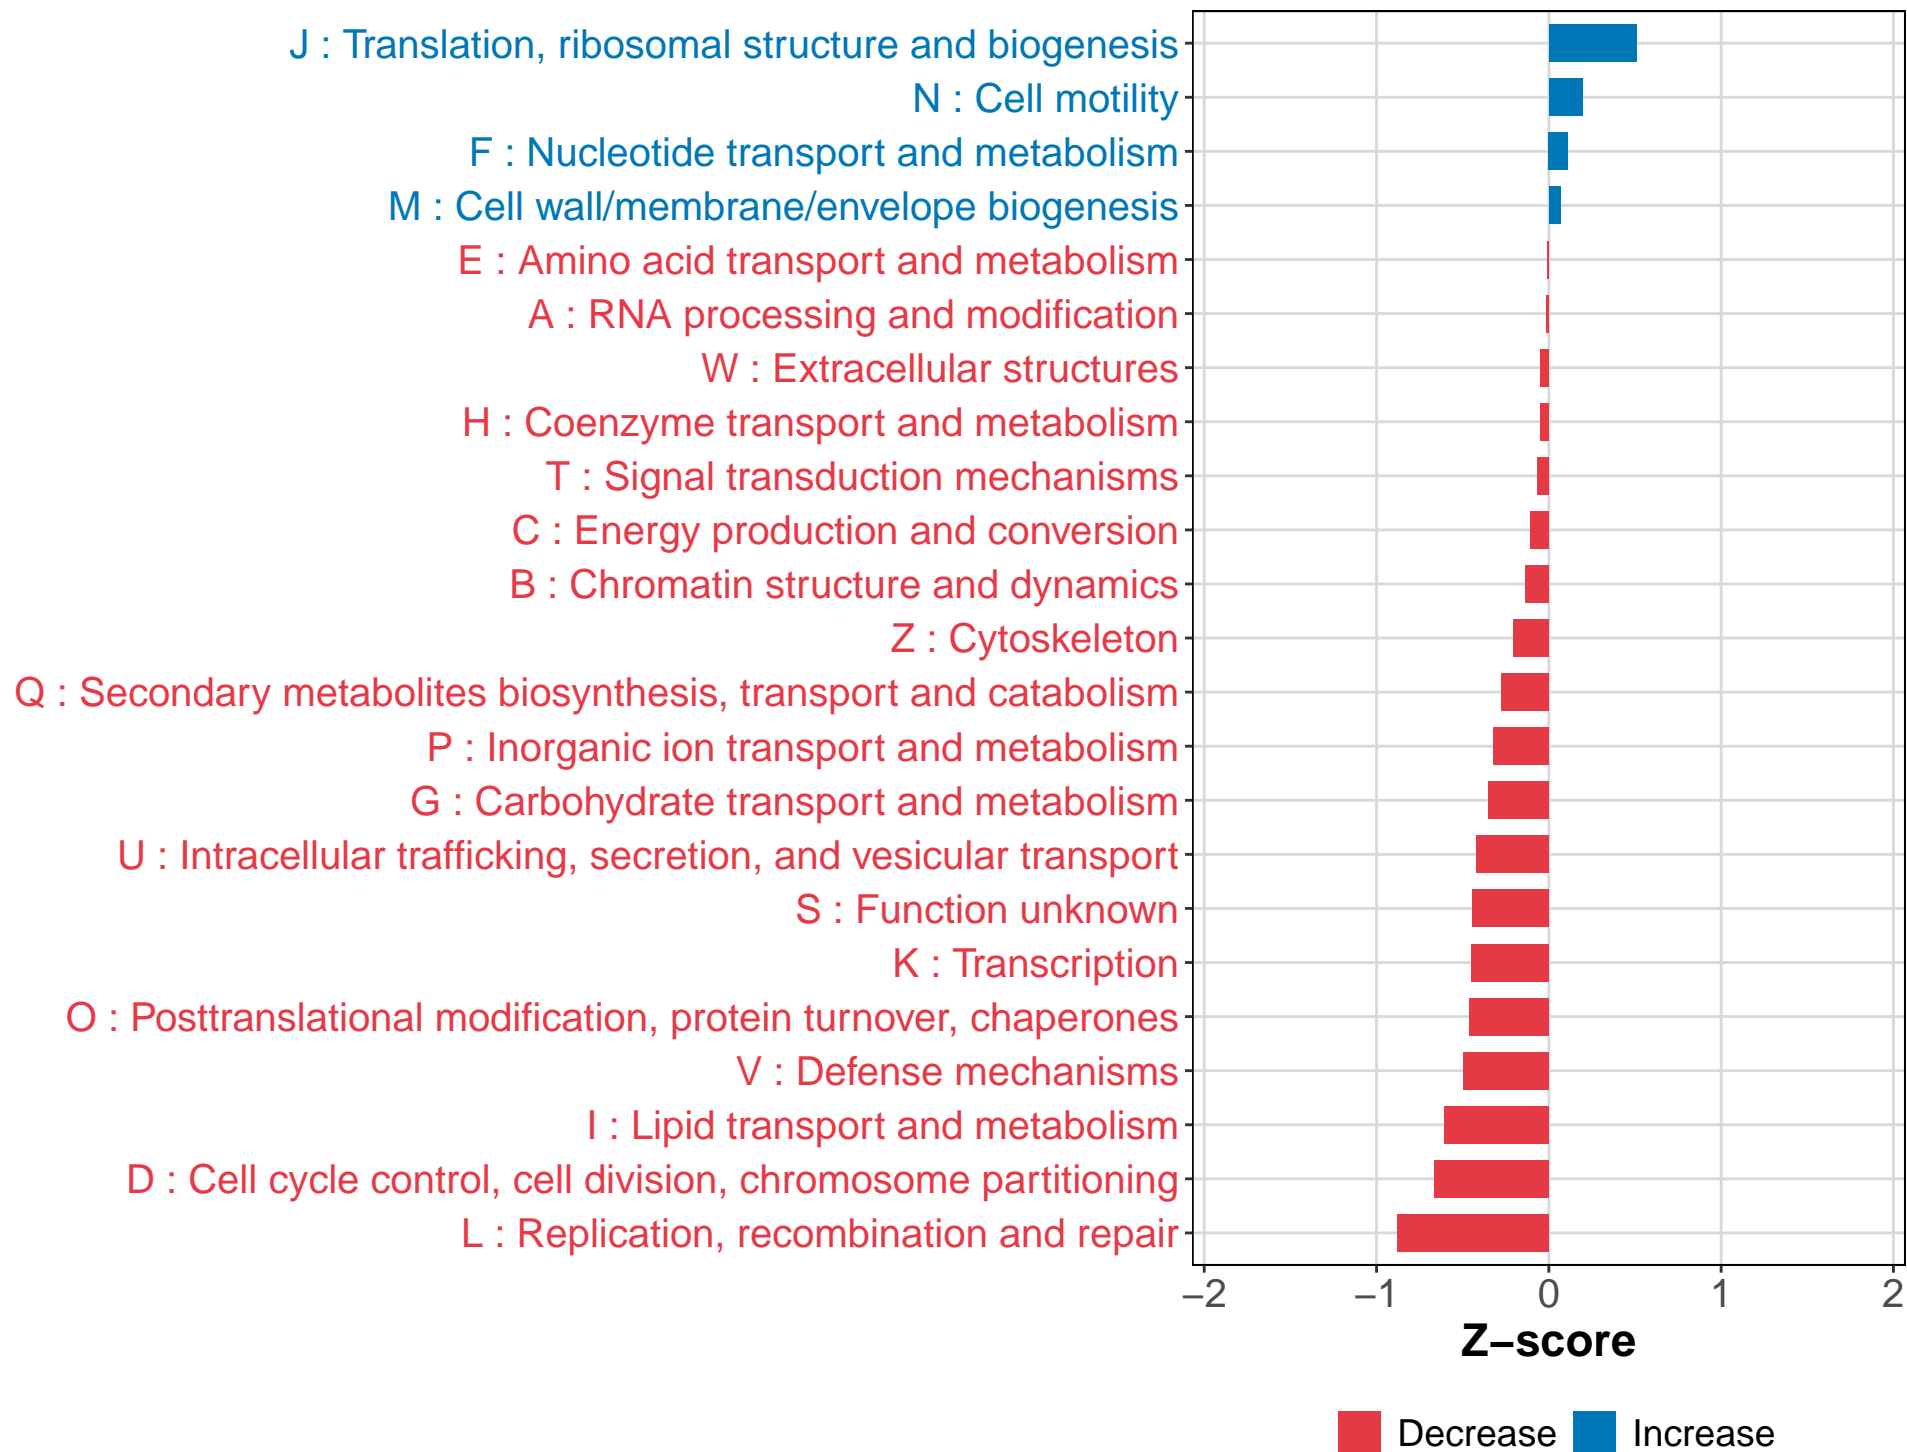 J : Translation, ribosomal structure and biogenesis
N : Cell motility
F : Nucleotide transport and metabolism
M : Cell wall/membrane/envelope biogenesis
E : Amino acid transport and metabolism
A : RNA processing and modification
W : Extracellular structures
H : Coenzyme transport and metabolism
T : Signal transduction mechanisms
C : Energy production and conversion
B : Chromatin structure and dynamics
Z : Cytoskeleton
Q : Secondary metabolites biosynthesis, transport and catabolism
P : Inorganic ion transport and metabolism
G : Carbohydrate transport and metabolism
U : Intracellular trafficking, secretion, and vesicular transport
S : Function unknown
K : Transcription
O : Posttranslational modification, protein turnover, chaperones
V : Defense mechanisms
I : Lipid transport and metabolism
D : Cell cycle control, cell division, chromosome partitioning
L : Replication, recombination and repair
−2 −1 0 1 2
Z−score
Decrease Increase